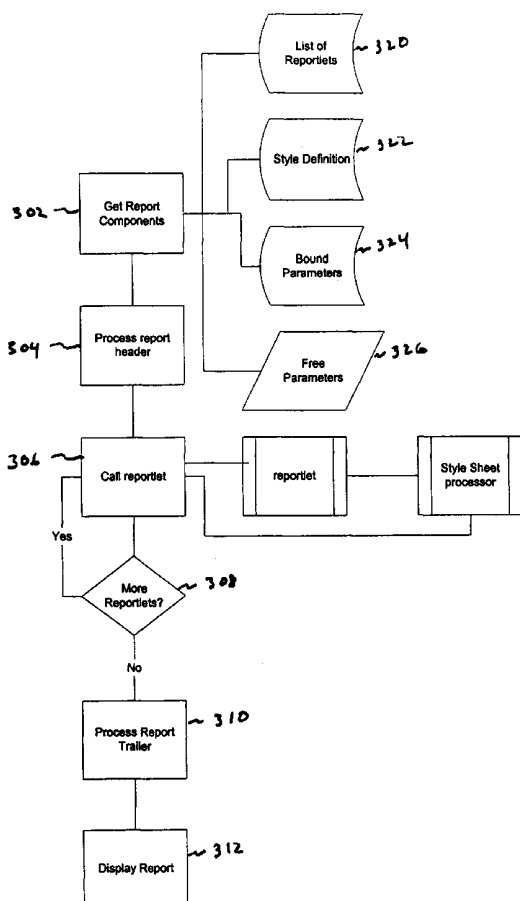 List of
Reportlets
320
Style Definition
322
302
Get Report
Components
Bound
Parameters
324
304
Process report
header
Free
Parameters
326
306
Call reportlet
reportlet
Style Sheet
processor
Yes
More
Reportlets?
308
No
Process Report
Trailer
310
Display Report
312